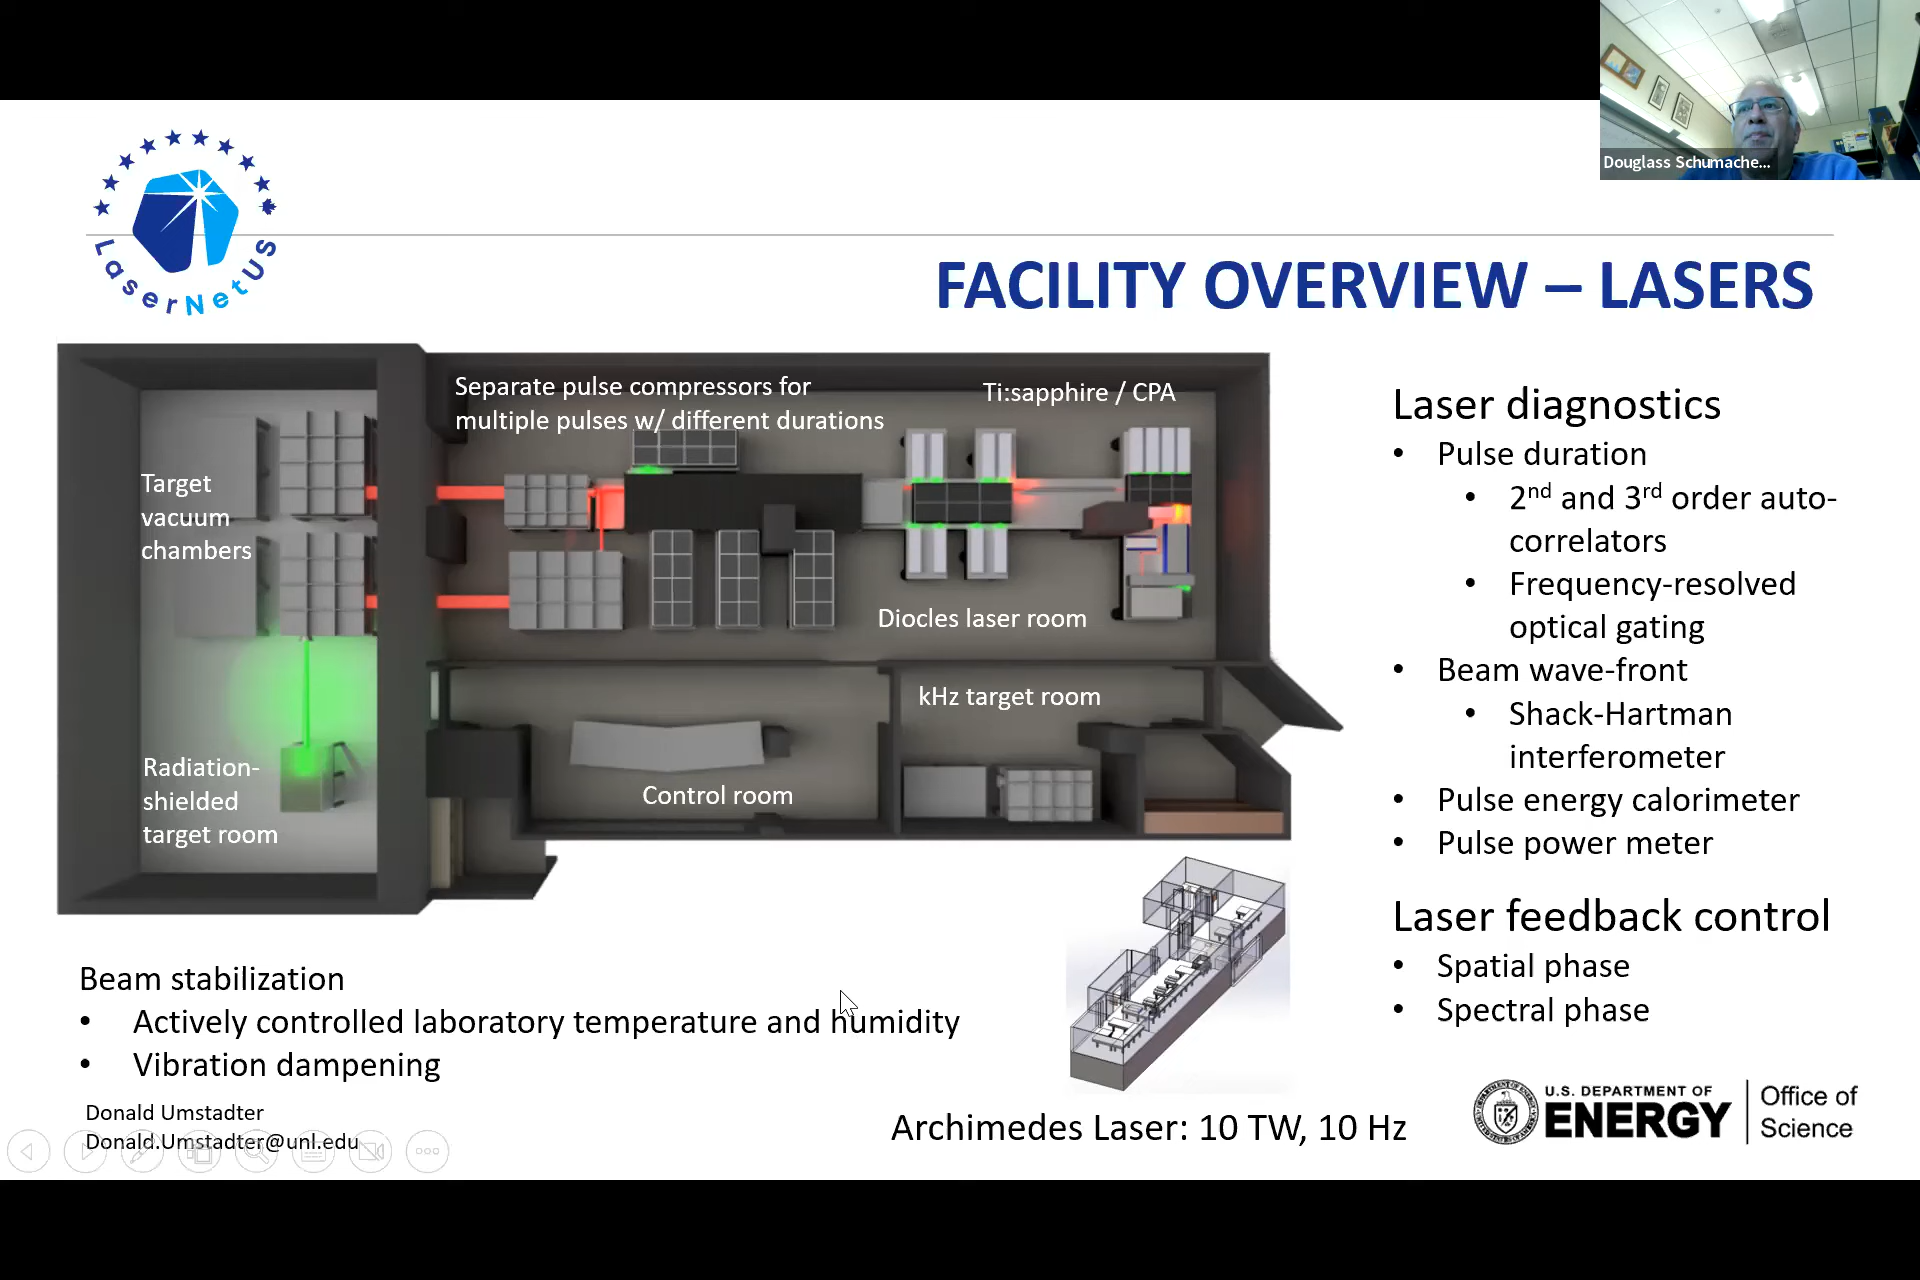 Douglass Schumache...
LaserNetUS
FACILITY OVERVIEW – LASERS
Separate pulse compressors for
multiple pulses w/ different durations
Ti:sapphire / CPA
Target
vacuum
chambers
Diocles laser room
kHz target room
Radiation-
shielded
target room
Control room
Laser diagnostics
• Pulse duration
• 2nd and 3rd order auto-
correlators
• Frequency-resolved
optical gating
• Beam wave-front
• Shack-Hartman
interferometer
• Pulse energy calorimeter
• Pulse power meter
Laser feedback control
• Spatial phase
• Spectral phase
Beam stabilization
• Actively controlled laboratory temperature and humidity
• Vibration dampening
Donald Umstadter
Donald.Umstadter@unl.edu
Archimedes Laser: 10 TW, 10 Hz
U.S. DEPARTMENT OF
ENERGY
Office of
Science